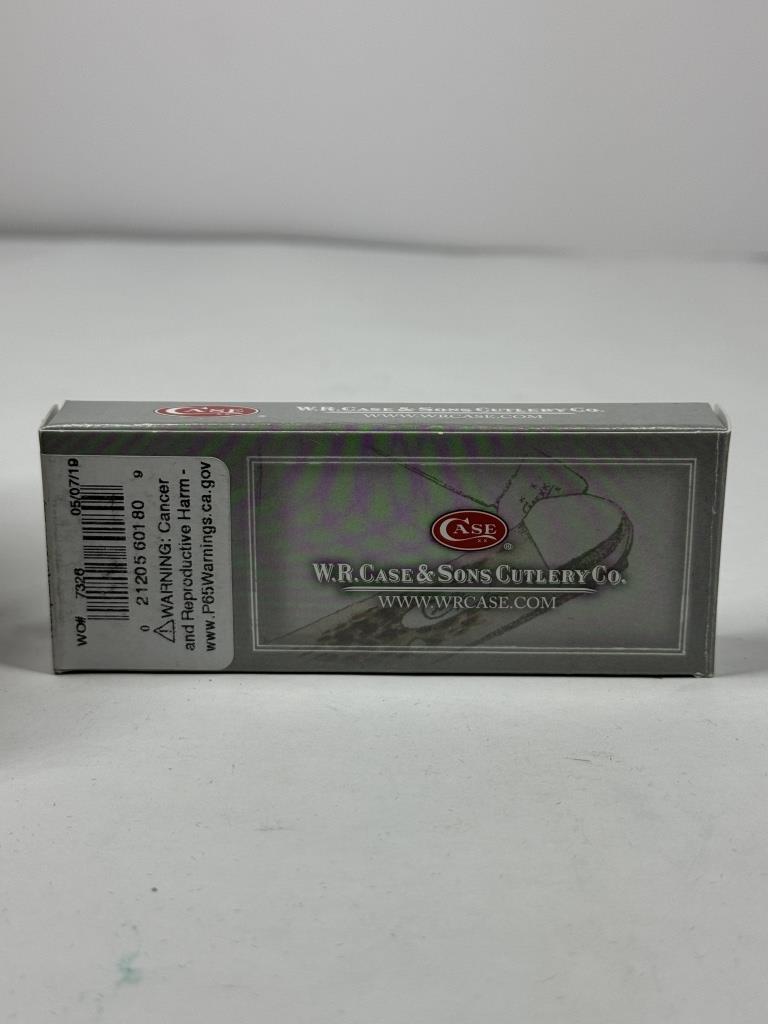 CASE
W.R. CASE & SONS CUTLERY CO.
WWW.WRCASE.COM
WO# 7326 05/07/19
0 21205 60180 9
⚠WARNING: Cancer
and Reproductive Harm -
www.P65Warnings.ca.gov
CASE
XX
®
W.R. CASE & SONS CUTLERY CO.
WWW.WRCASE.COM